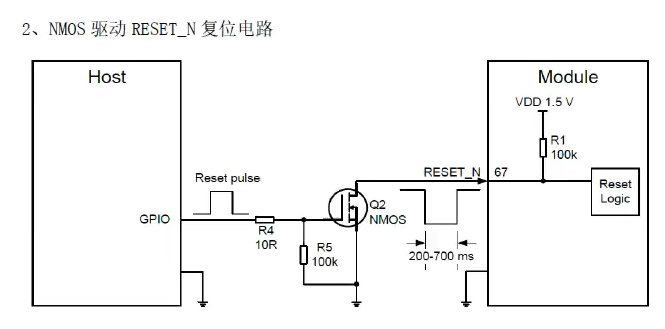 2、NMOS 驱动 RESET_N 复位电路
Host
Module
VDD 1.5 V
R1
100k
RESET_N
67
Reset
Logic
Reset pulse
GPIO
R4
10R
R5
100k
Q2
NMOS
200-700 ms